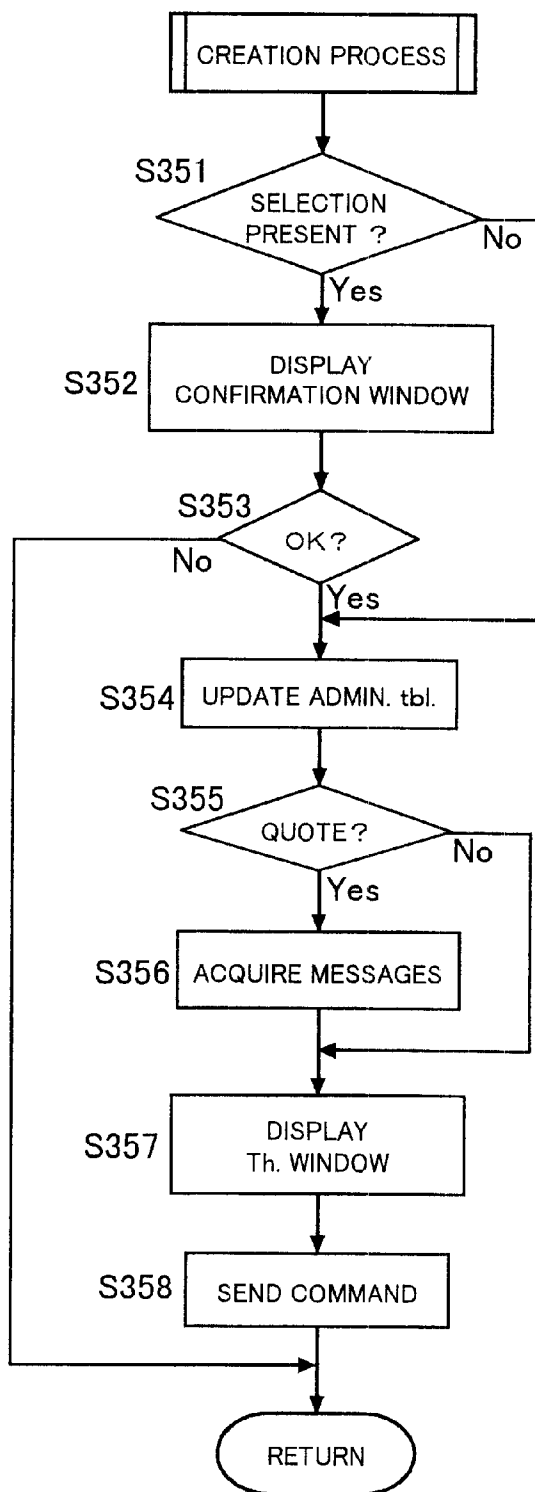 CREATION PROCESS
S351
SELECTION
PRESENT ?
No
Yes
S352
DISPLAY
CONFIRMATION WINDOW
S353
OK?
No
Yes
S354
UPDATE ADMIN. tbl.
S355
QUOTE?
No
Yes
S356
ACQUIRE MESSAGES
S357
DISPLAY
Th. WINDOW
S358
SEND COMMAND
RETURN